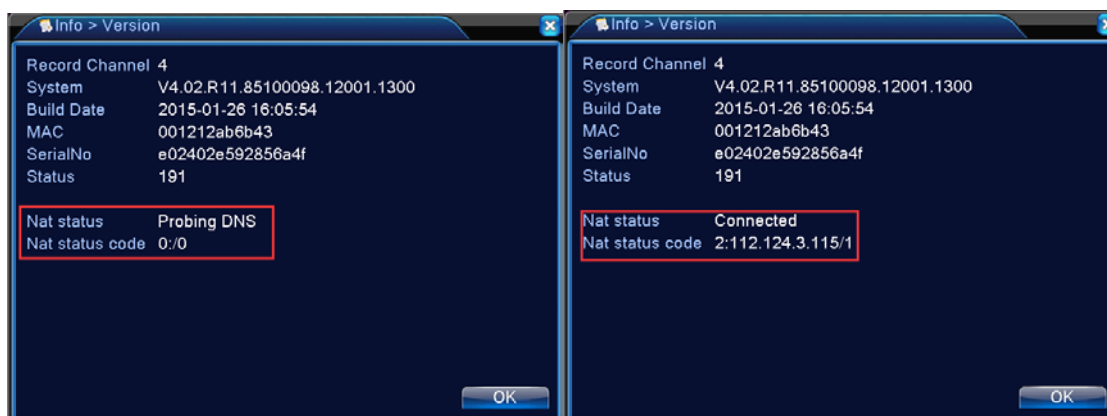 Info > Version
Record Channel 4
System V4.02.R11.85100098.12001.1300
Build Date 2015-01-26 16:05:54
MAC 001212ab6b43
SerialNo e02402e592856a4f
Status 191
Nat status Probing DNS
Nat status code 0:/0
OK
Info > Version
Record Channel 4
System V4.02.R11.85100098.12001.1300
Build Date 2015-01-26 16:05:54
MAC 001212ab6b43
SerialNo e02402e592856a4f
Status 191
Nat status Connected
Nat status code 2:112.124.3.115/1
OK